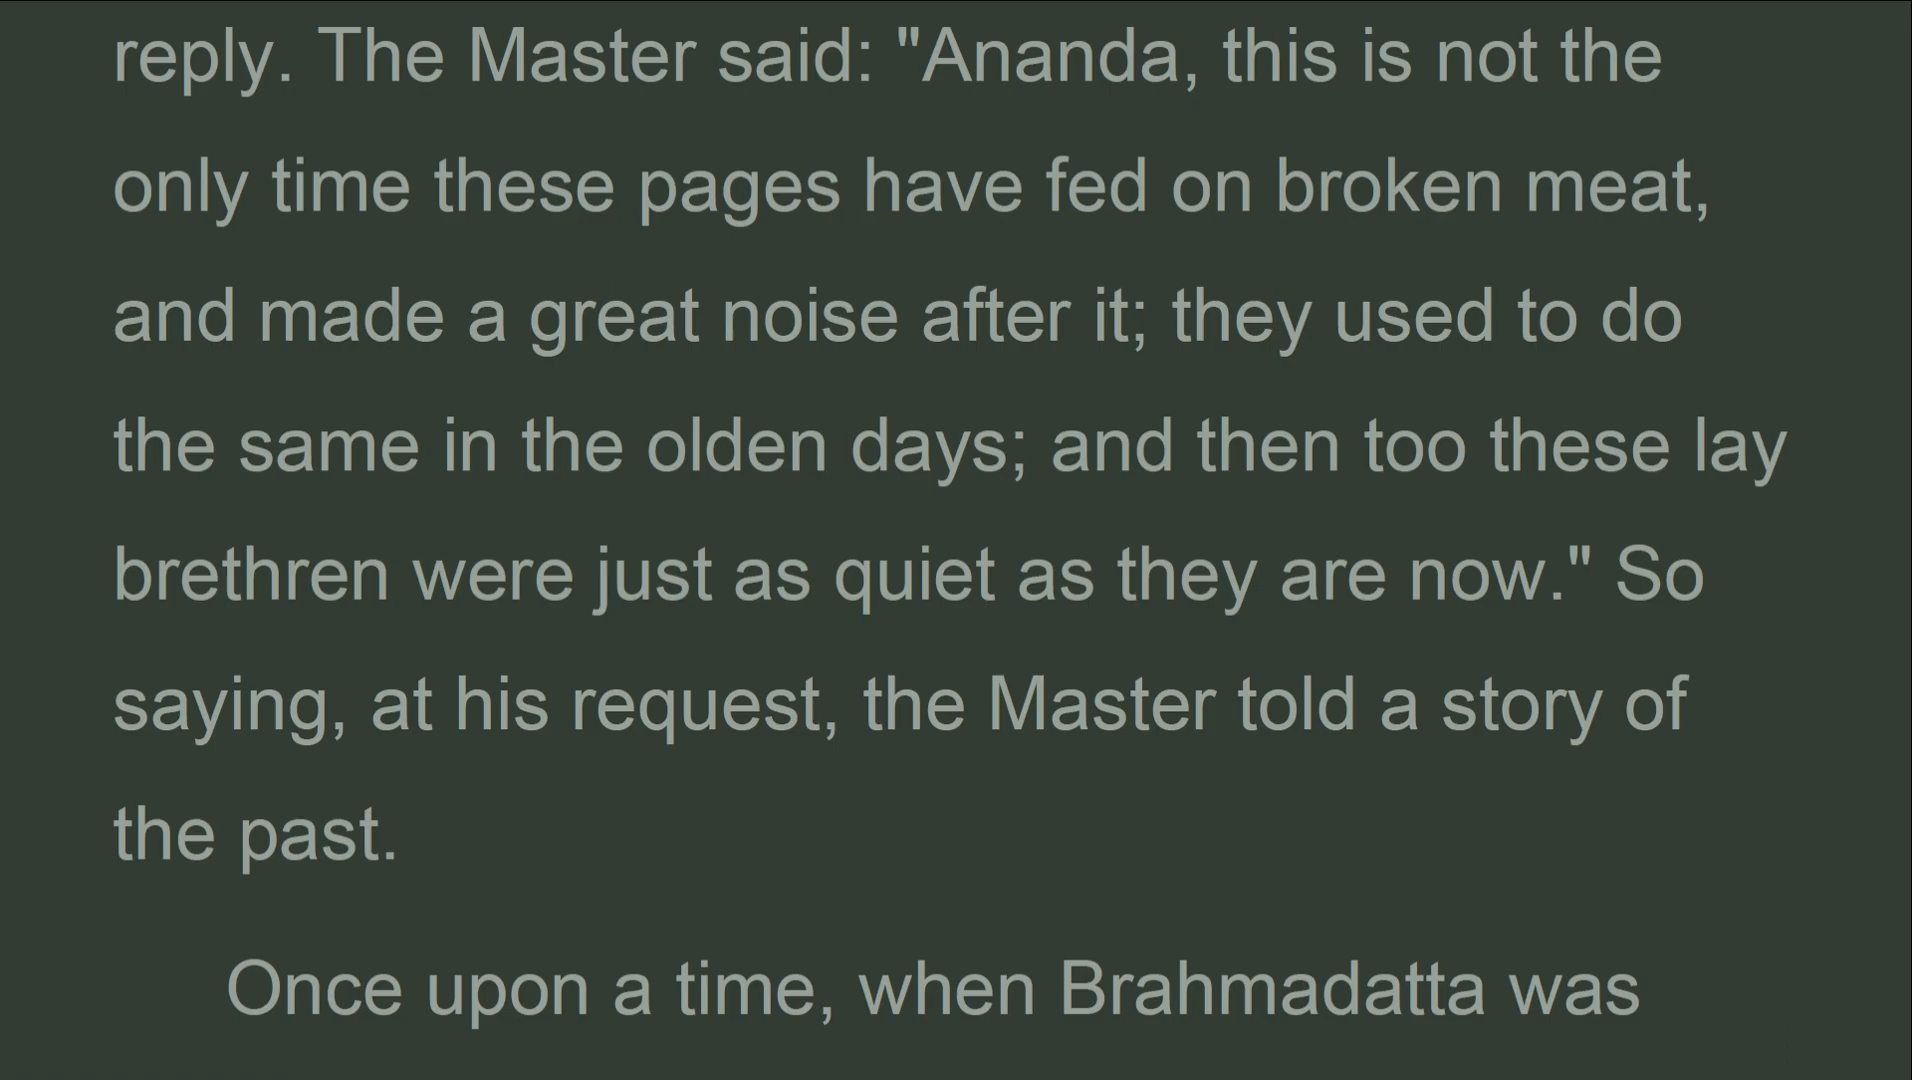 reply. The Master said: "Ananda, this is not the
only time these pages have fed on broken meat,
and made a great noise after it; they used to do
the same in the olden days; and then too these lay
brethren were just as quiet as they are now." So
saying, at his request, the Master told a story of
the past.
Once upon a time, when Brahmadatta was